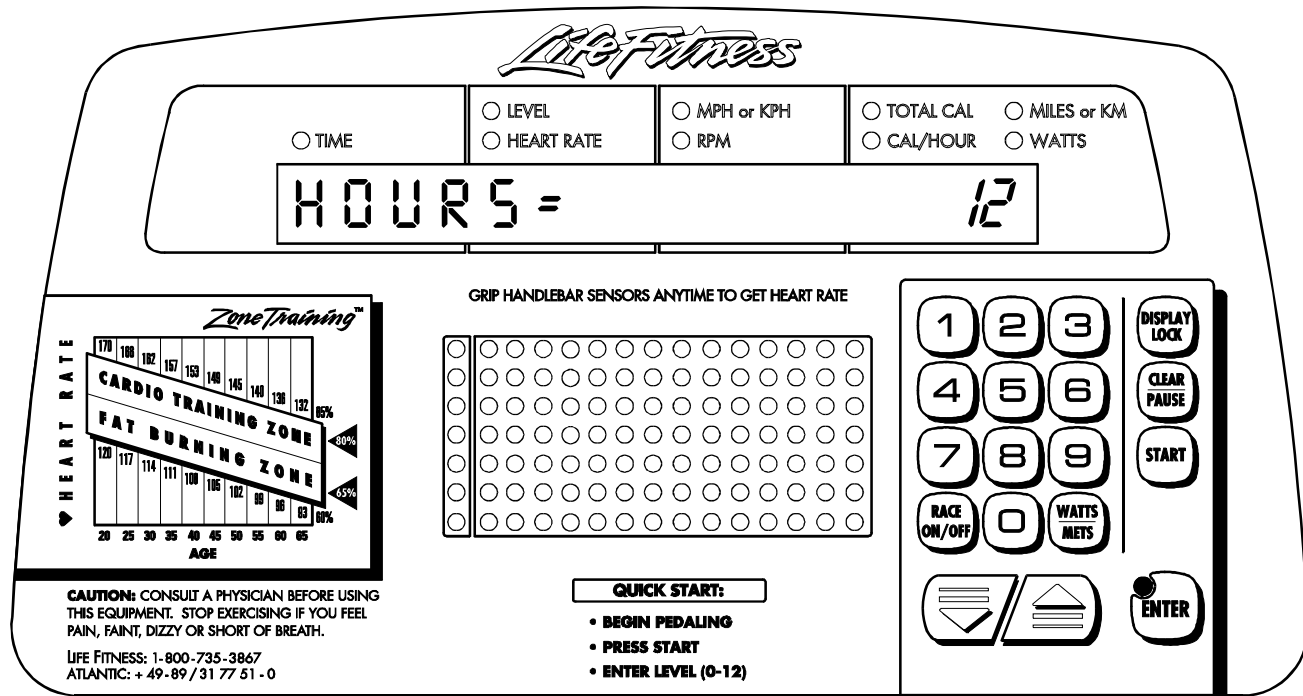 Life Fitness
TIME
LEVEL
HEART RATE
MPH or KPH
RPM
TOTAL CAL
CAL/HOUR
MILES or KM
WATTS
HOURS= 12
Zone Training™
HEART RATE
170 166 162 157 153 149 145 140 136 132 85%
CARDIO TRAINING ZONE
80%
FAT BURNING ZONE
65%
120 117 114 111 108 105 102 99 96 93 60%
20 25 30 35 40 45 50 55 60 65
AGE
CAUTION: CONSULT A PHYSICIAN BEFORE USING
THIS EQUIPMENT. STOP EXERCISING IF YOU FEEL
PAIN, FAINT, DIZZY OR SHORT OF BREATH.
LIFE FITNESS: 1-800-735-3867
ATLANTIC: + 49-89 / 31 77 51 - 0
GRIP HANDLEBAR SENSORS ANYTIME TO GET HEART RATE
QUICK START:
• BEGIN PEDALING
• PRESS START
• ENTER LEVEL (0-12)
1 2 3
DISPLAY
LOCK
4 5 6
CLEAR
PAUSE
7 8 9
START
RACE
ON/OFF
0
WATTS
METS
ENTER